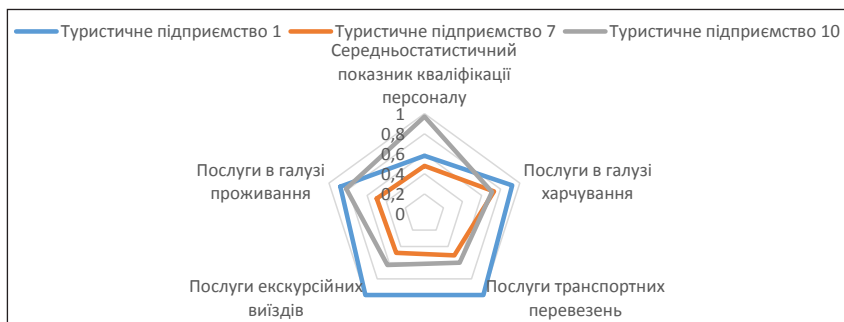 Туристичне підприємство 1 Туристичне підприємство 7 Туристичне підприємство 10
Середньостатистичний
показник кваліфікації
персоналу
1
0,8
0,6
0,4
0,2
0
Послуги в галузі
харчування
Послуги транспортних
перевезень
Послуги екскурсійних
виїздів
Послуги в галузі
проживання